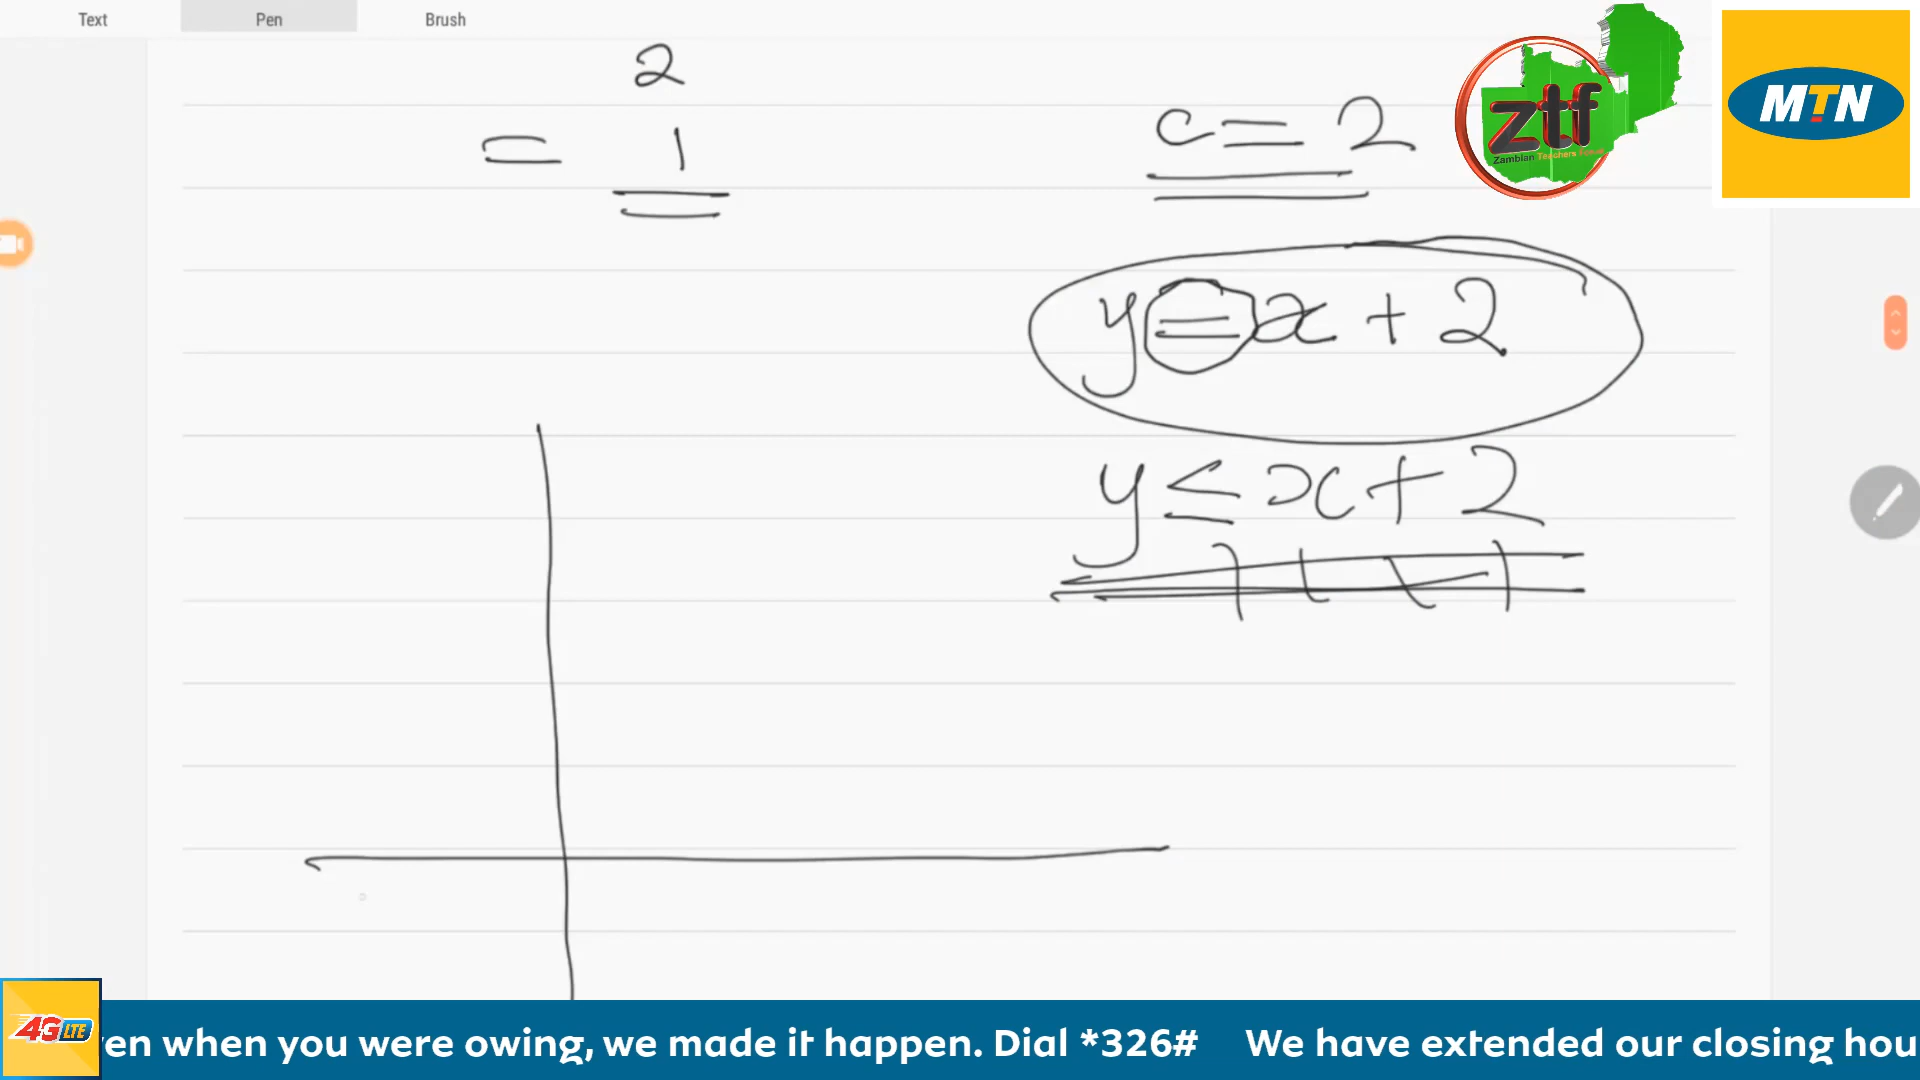 Text Pen Brush
2
= 1
c = 2
ztf
Zambian Teachers Forum
MTN
y = x + 2
y ≤ x + 2
4G LTE
en when you were owing, we made it happen. Dial *326# We have extended our closing hou